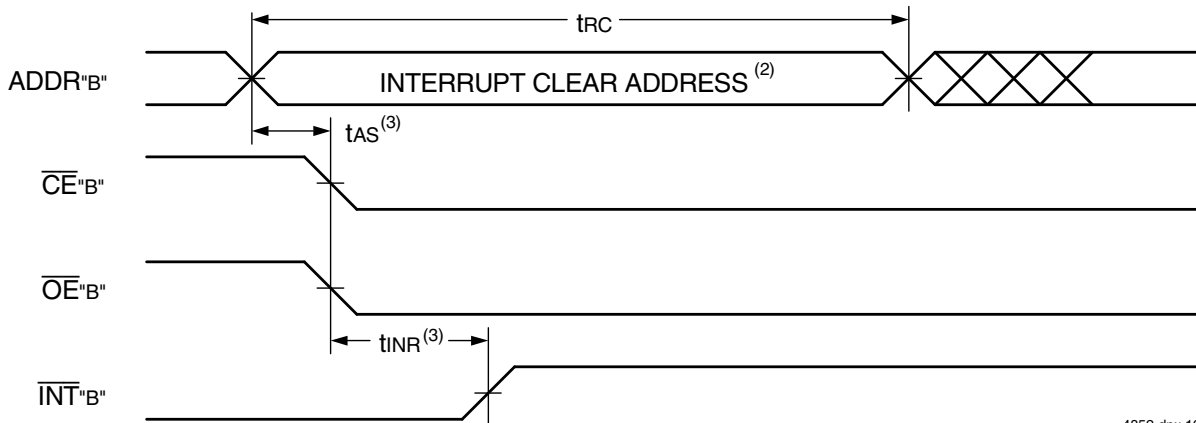 tRC
ADDR"B"
INTERRUPT CLEAR ADDRESS (2)
tAS(3)
CE"B"
OE"B"
tINR(3)
INT"B"